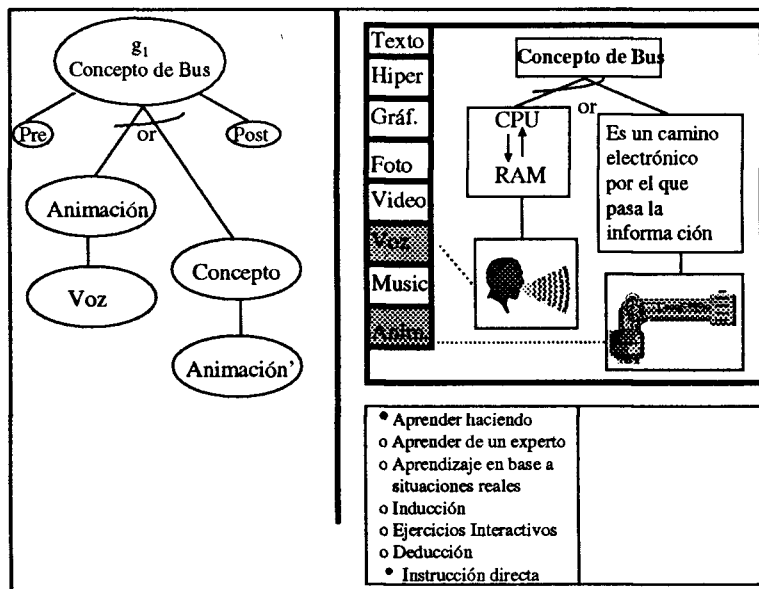 g₁
Concepto de Bus
Pre
or
Post
Animación
Voz
Concepto
Animación’
Texto
Hiper
Gráf.
Foto
Video
Voz
Music
Anim.
Concepto de Bus
or
CPU
RAM
Es un camino
electrónico
por el que
pasa la
informa ción
• Aprender haciendo
o Aprender de un experto
o Aprendizaje en base a
situaciones reales
o Inducción
o Ejercicios Interactivos
o Deducción
• Instrucción directa